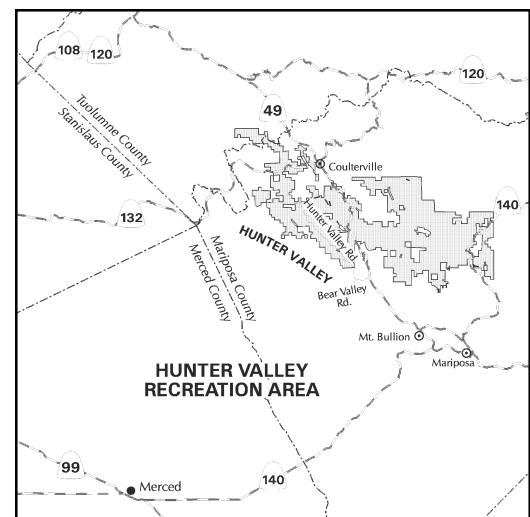 108
120
120
Tuolumne County
Stanislaus County
49
Coulterville
140
132
Hunter Valley Rd.
HUNTER VALLEY
Mariposa County
Merced County
Bear Valley
Rd.
Mt. Bullion
Mariposa
HUNTER VALLEY
RECREATION AREA
99
Merced
140